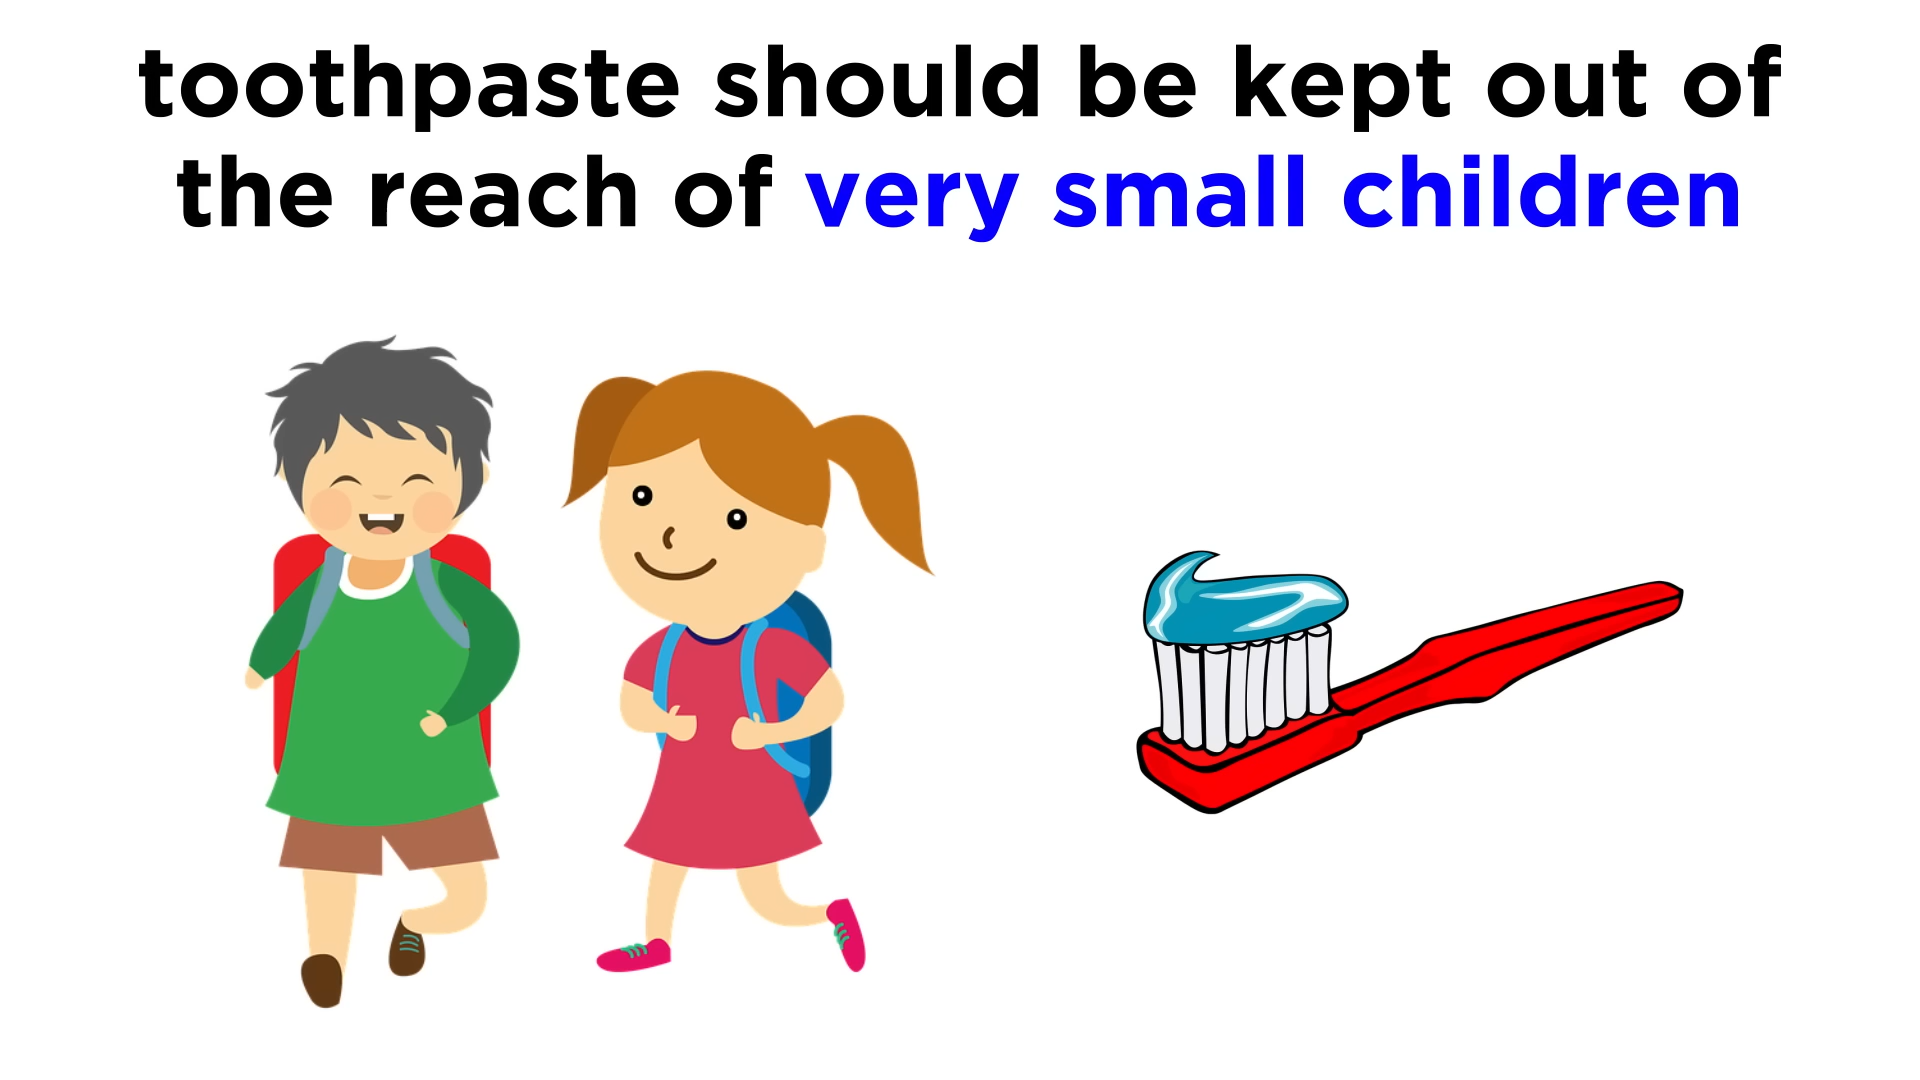 toothpaste should be kept out of
the reach of very small children